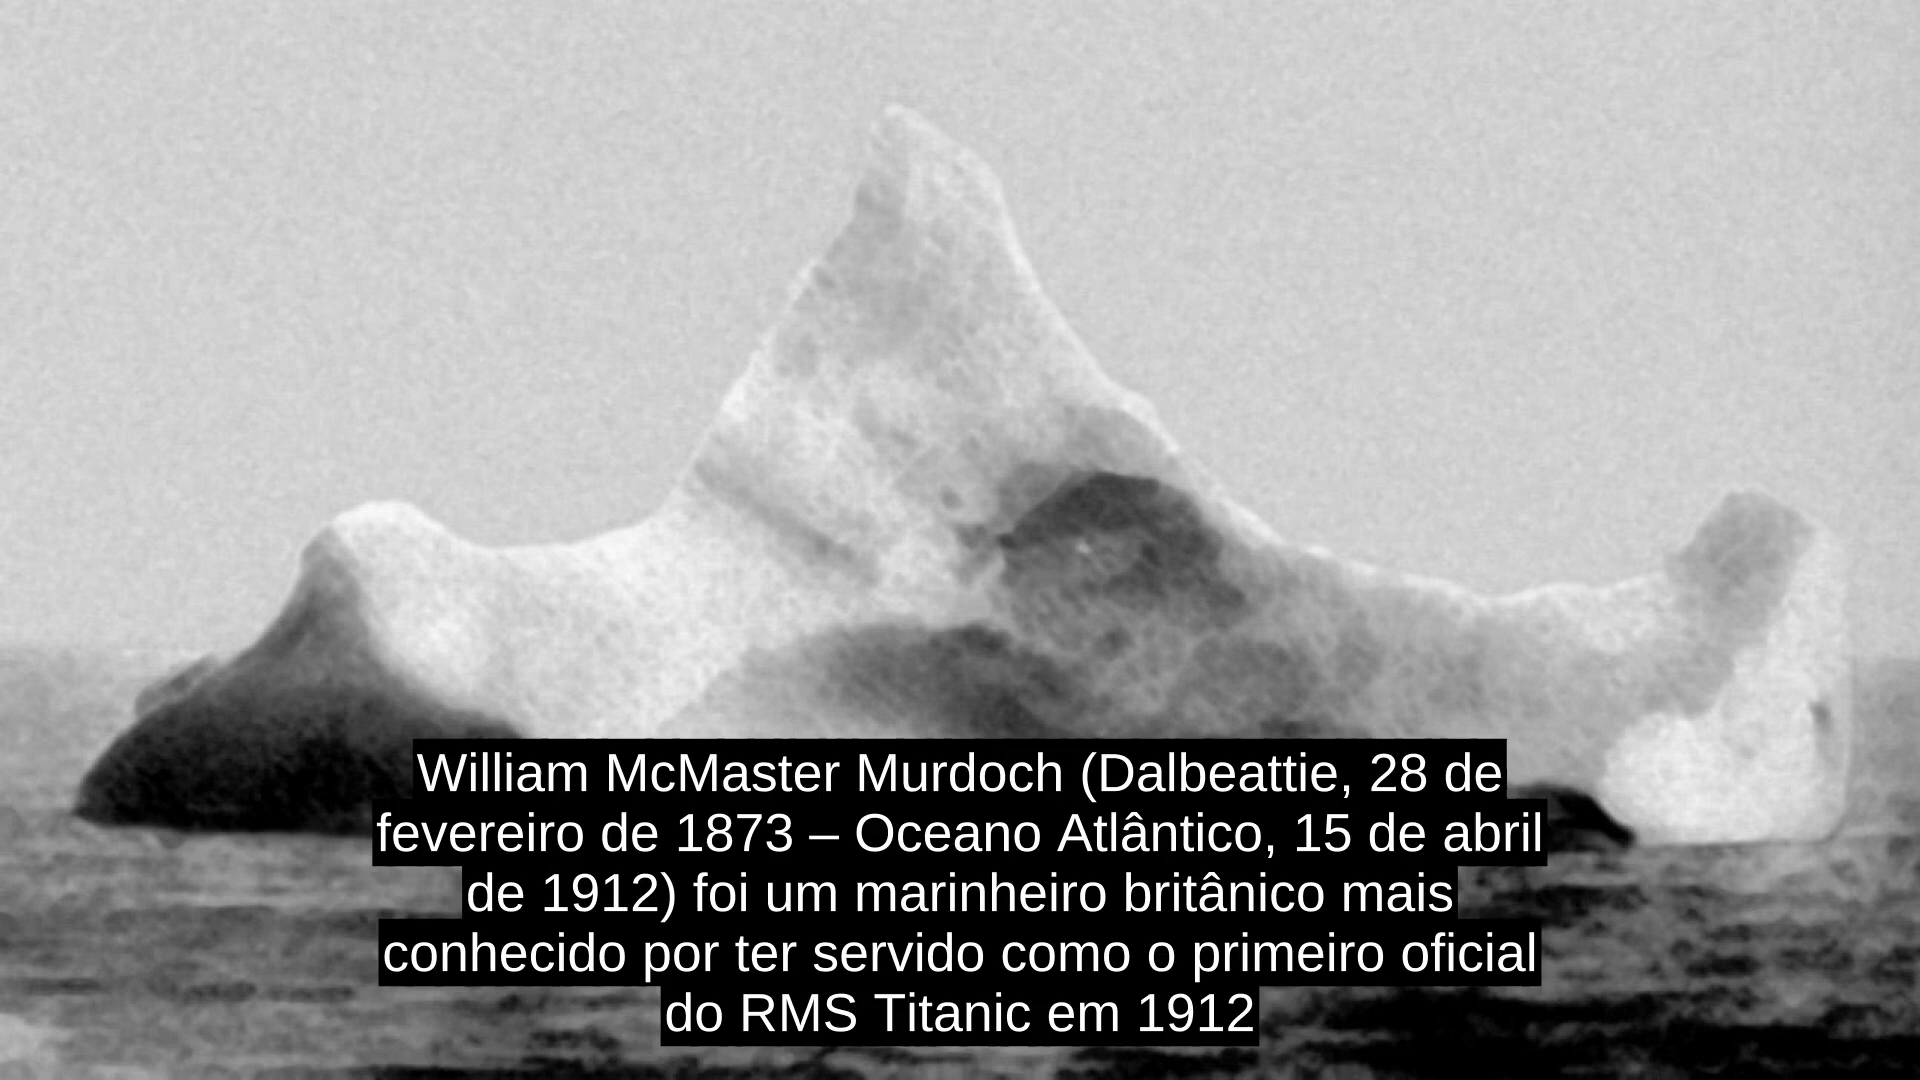 William McMaster Murdoch (Dalbeattie, 28 de
fevereiro de 1873 – Oceano Atlântico, 15 de abril
de 1912) foi um marinheiro britânico mais
conhecido por ter servido como o primeiro oficial
do RMS Titanic em 1912